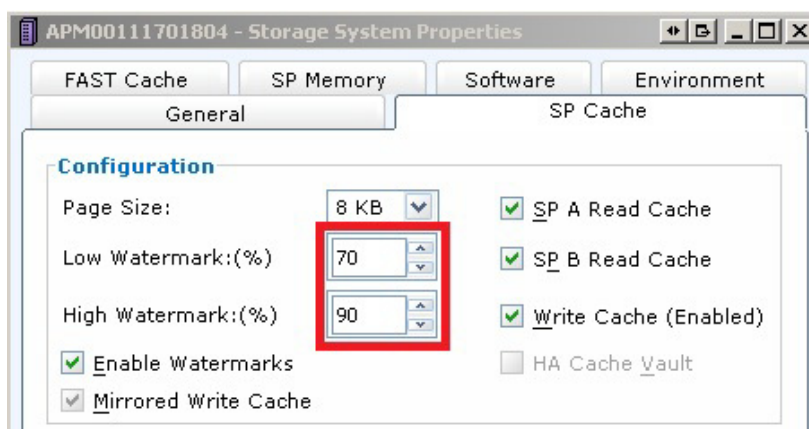 APM00111701804 - Storage System Properties
FAST Cache SP Memory Software Environment
General SP Cache
Configuration
Page Size: 8 KB SP A Read Cache
Low Watermark:(%) 70 SP B Read Cache
High Watermark:(%) 90 Write Cache (Enabled)
Enable Watermarks HA Cache Vault
Mirrored Write Cache